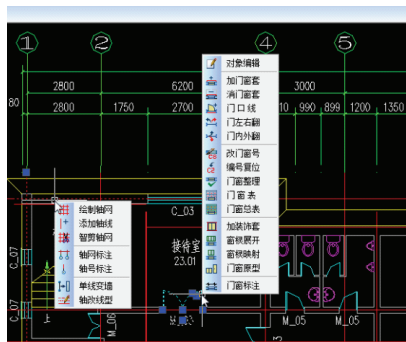 1 2 4 5
2800 6200 3000
80 2800 1750 2700 10 990 899 1200 1350
对象编辑
加门窗套
消门窗套
门口线
门左右翻
门内外翻
改门窗号
编号复位
门窗整理
门窗表
门窗总表
加装饰套
窗棂展开
窗棂映射
门窗原型
门窗标注
绘制轴网
添加轴线
智剪轴网
轴网标注
轴号标注
单线变墙
轴改线型
C_03
接待室
23.01
C_07
C_07
上
M_06
M_05
M_05